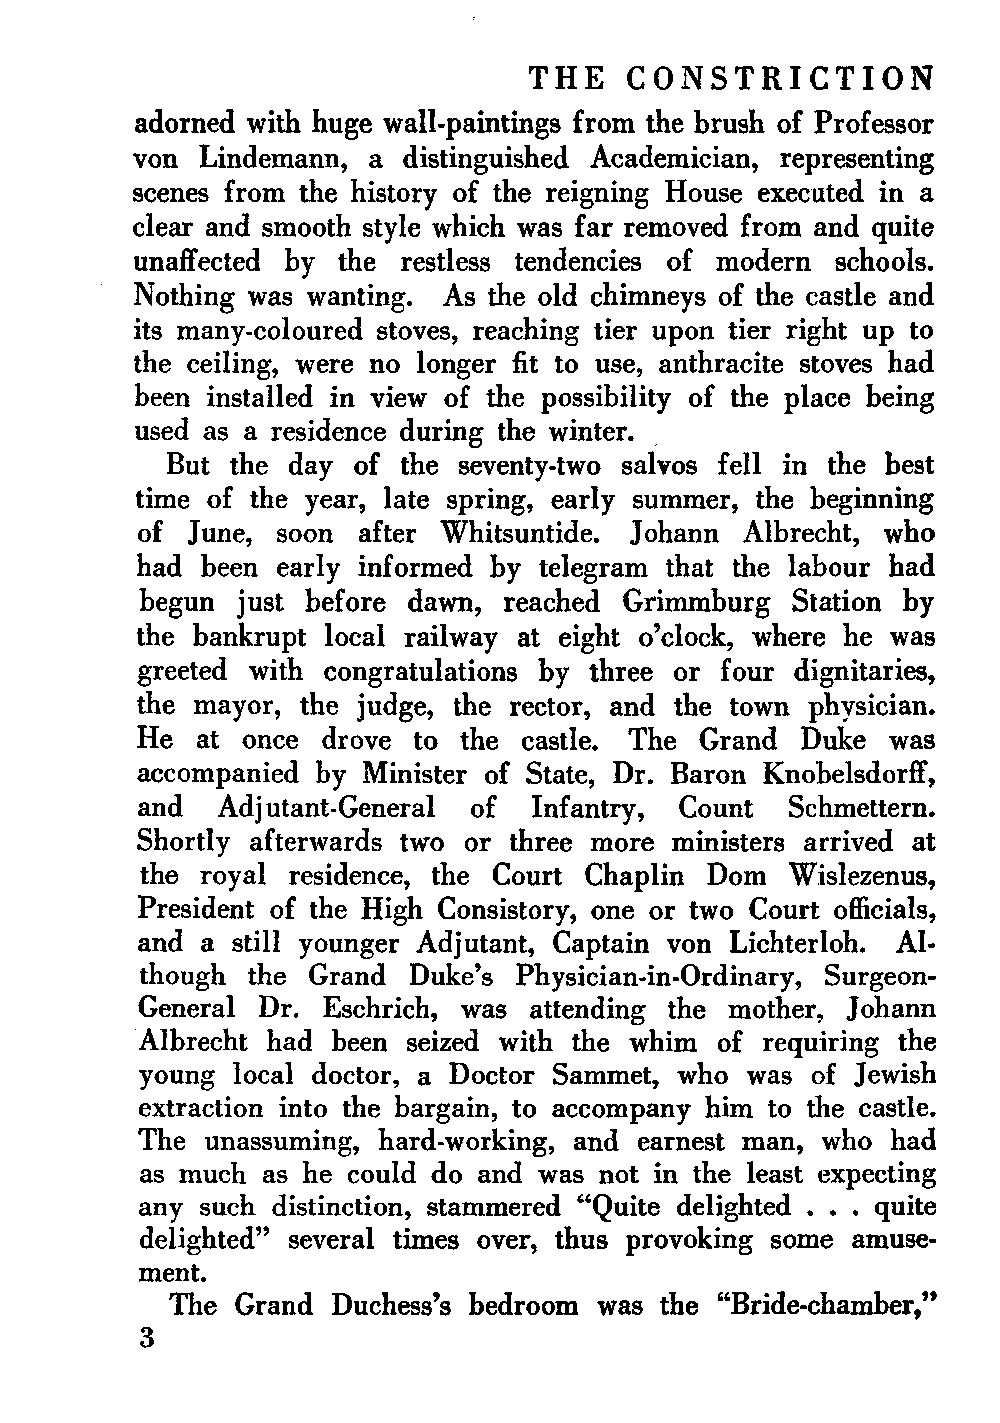 THE CONSTRICTION
adorned with huge wall-paintings from the brush of Professor
von Lindemann, a distinguished Academician, representing
scenes from the history of the reigning House executed in a
clear and smooth style which was far removed from and quite
unaffected by the restless tendencies of modern schools.
Nothing was wanting. As the old chimneys of the castle and
its many-coloured stoves, reaching tier upon tier right up to
the ceiling, were no longer fit to use, anthracite stoves had
been installed in view of the possibility of the place being
used as a residence during the winter.
But the day of the seventy-two salvos fell in the best
time of the year, late spring, early summer, the beginning
of June, soon after Whitsuntide. Johann Albrecht, who
had been early informed by telegram that the labour had
begun just before dawn, reached Grimmburg Station by
the bankrupt local railway at eight o'clock, where he was
greeted with congratulations by three or four dignitaries,
the mayor, the judge, the rector, and the town physician.
He at once drove to the castle. The Grand Duke was
accompanied by Minister of State, Dr. Baron Knobelsdorff,
and Adjutant-General of Infantry, Count Schmettern.
Shortly afterwards two or three more ministers arrived at
the royal residence, the Court Chaplin Dom Wislezenus,
President of the High Consistory, one or two Court officials,
and a still younger Adjutant, Captain von Lichterloh. Al-
though the Grand Duke's Physician-in-Ordinary, Surgeon-
General Dr. Eschrich, was attending the mother, Johann
Albrecht had been seized with the whim of requiring the
young local doctor, a Doctor Sammet, who was of Jewish
extraction into the bargain, to accompany him to the castle.
The unassuming, hard-working, and earnest man, who had
as much as he could do and was not in the least expecting
any such distinction, stammered "Quite delighted . . . quite
delighted" several times over, thus provoking some amuse-
ment.
The Grand Duchess's bedroom was the "Bride-chamber,"
3